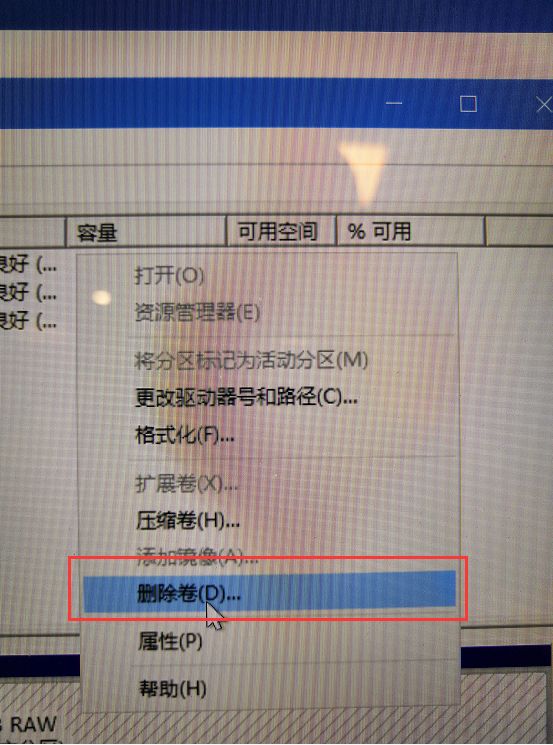 容量 可用空间 % 可用
良好 (...
良好 (...
良好 (...
打开(O)
资源管理器(E)
将分区标记为活动分区(M)
更改驱动器号和路径(C)...
格式化(F)...
扩展卷(X)...
压缩卷(H)...
添加镜像(A)...
删除卷(D)...
属性(P)
帮助(H)
RAW